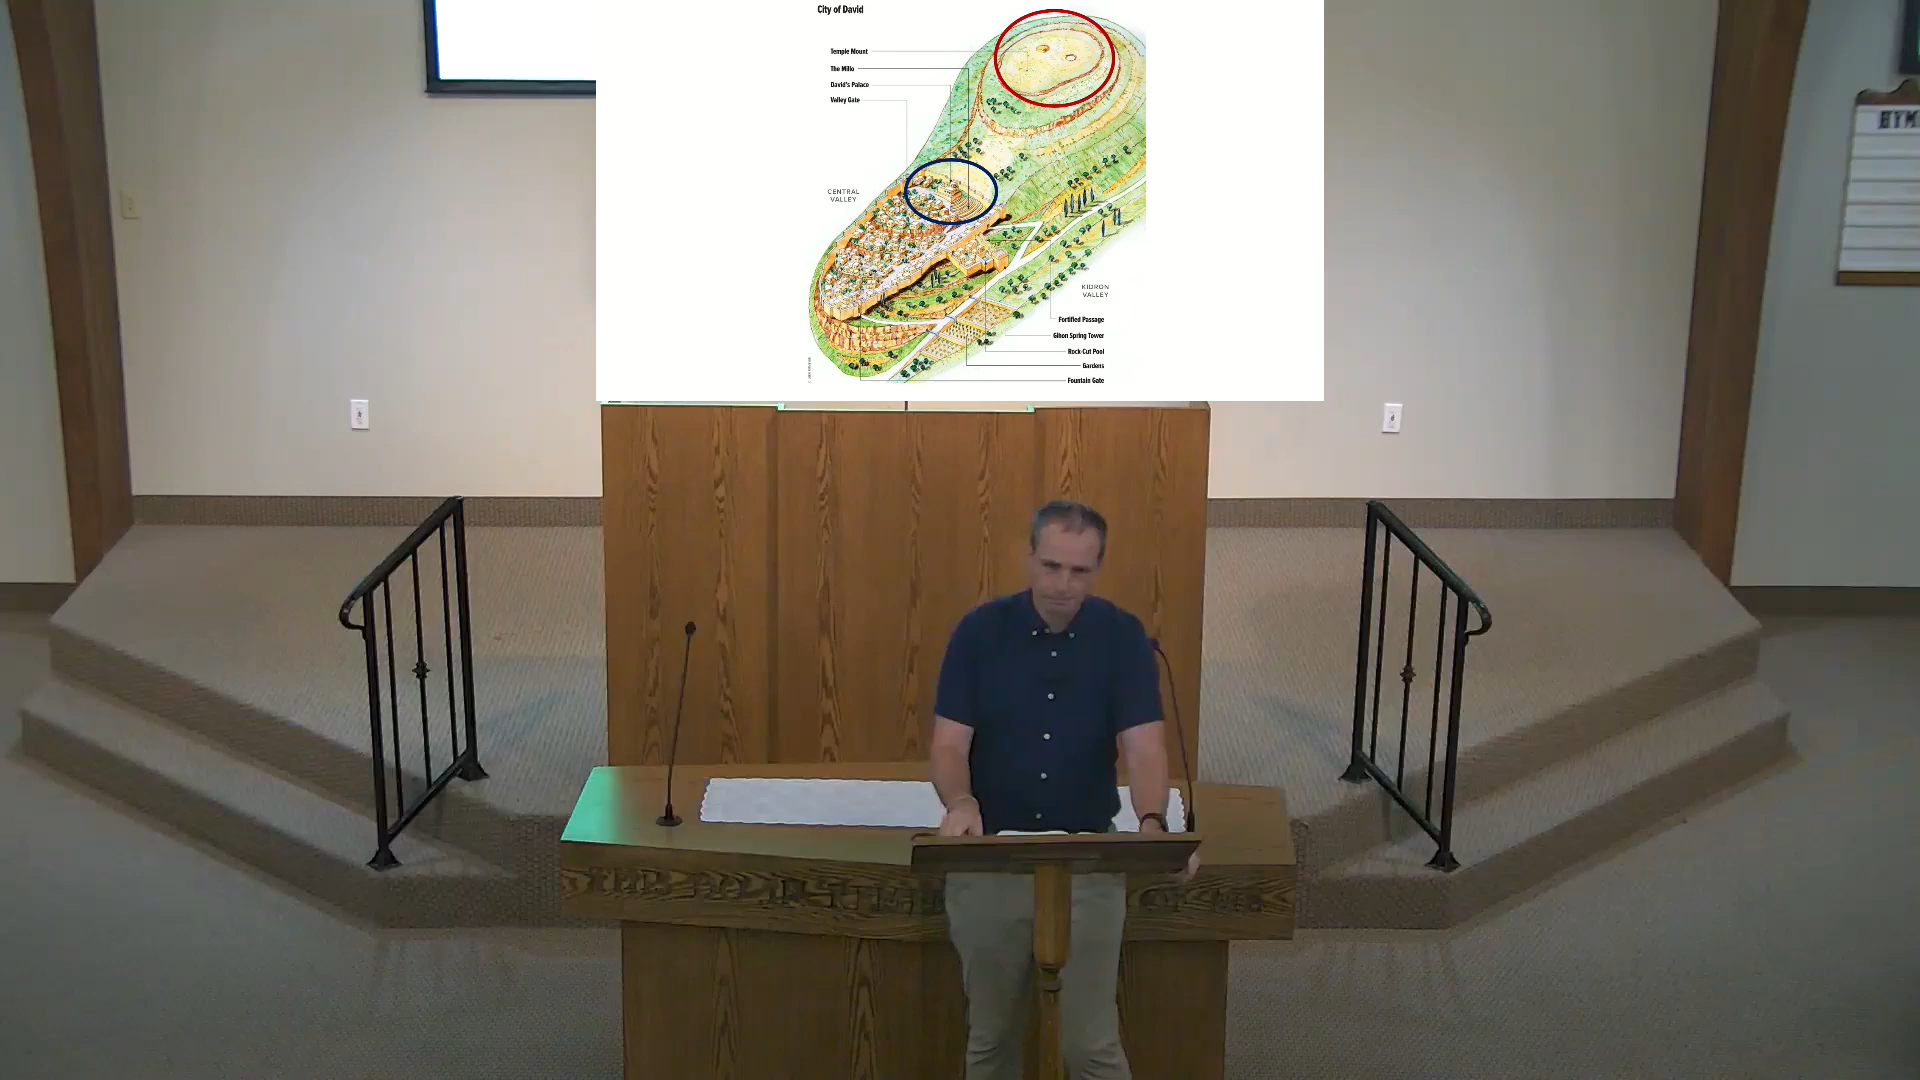 City of David
Temple Mount
The Millo
David's Palace
Valley Gate
CENTRAL
VALLEY
KIDRON
VALLEY
Fortified Passage
Gihon Spring Tower
Rock-Cut Pool
Gardens
Fountain Gate
HYM